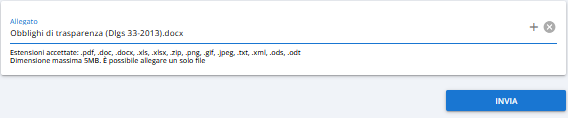 Allegato
Obblighi di trasparenza (Dlgs 33-2013).docx
Estensioni accettate: .pdf, .doc, .docx, .xls, .xlsx, .zip, .png, .gif, .jpeg, .txt, .xml, .ods, .odt
Dimensione massima 5MB. È possibile allegare un solo file
INVIA